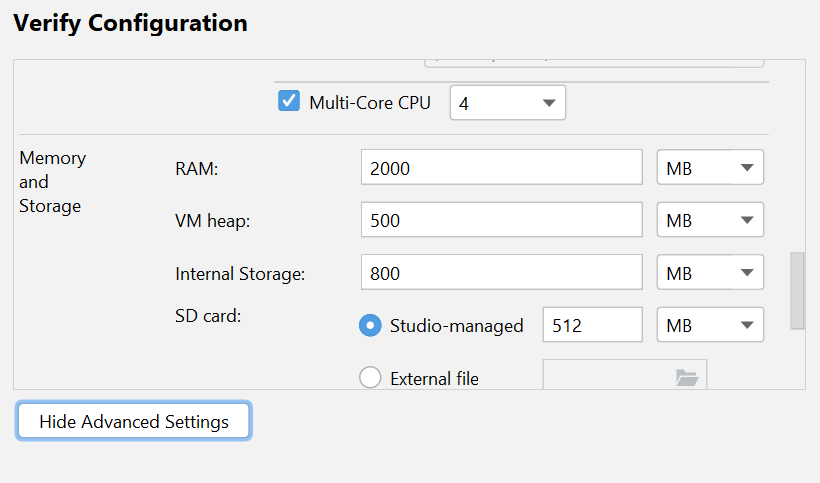 Verify Configuration
Multi-Core CPU 4
Memory and Storage
RAM: 2000 MB
VM heap: 500 MB
Internal Storage: 800 MB
SD card:
Studio-managed 512 MB
External file
Hide Advanced Settings